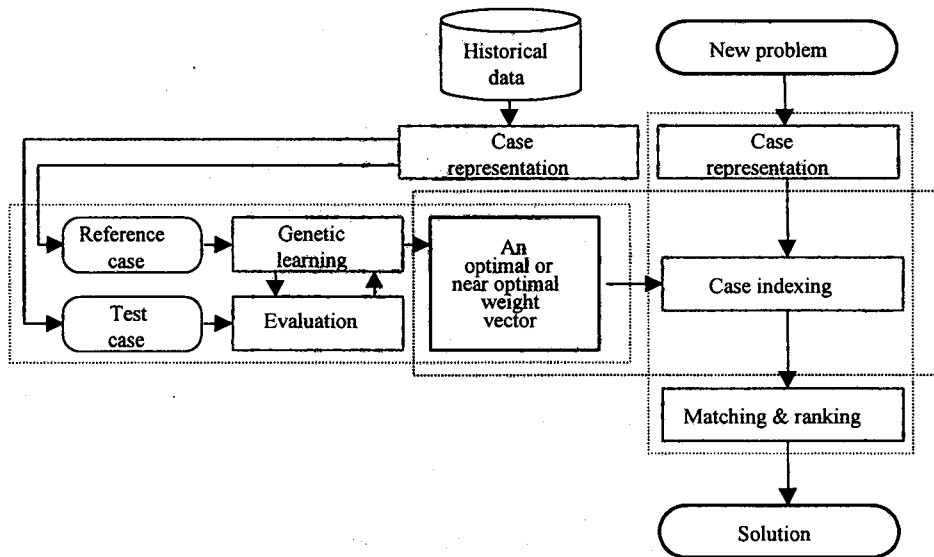 Historical
data
New problem
Case
representation
Case
representation
Reference
case
Genetic
learning
An
optimal or
near optimal
weight
vector
Case indexing
Test
case
Evaluation
Matching & ranking
Solution